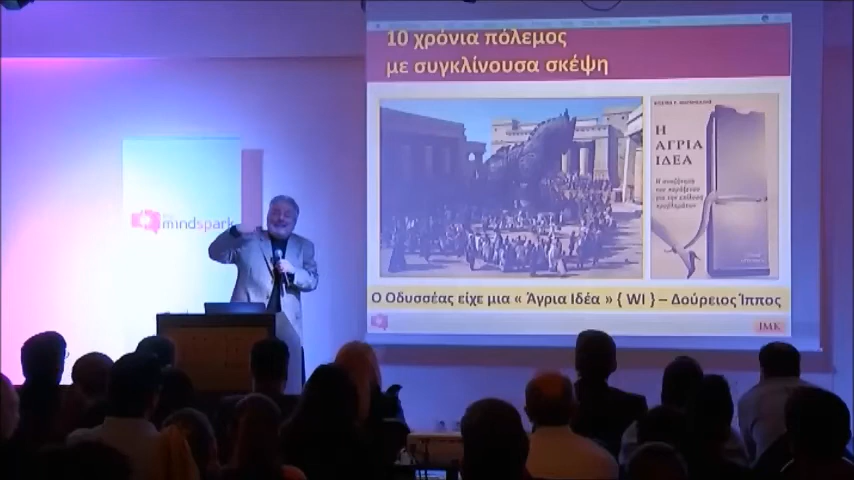 10 χρόνια πόλεμος
με συγκλίνουσα σκέψη
Η
ΑΓΡΙΑ
ΙΔΕΑ
mindspark
Ο Οδυσσέας είχε μια « Άγρια Ιδέα » { WI } – Δούρειος Ίππος
JMK